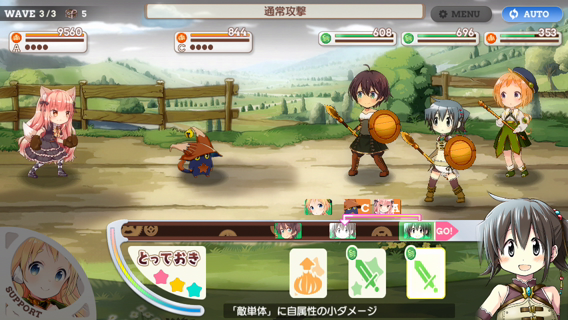 WAVE 3/3 5
通常攻撃
MENU
AUTO
9560
A
844
C
608
696
353
C A
GO!
とっておき
SUPPORT
「敵単体」に自属性の小ダメージ